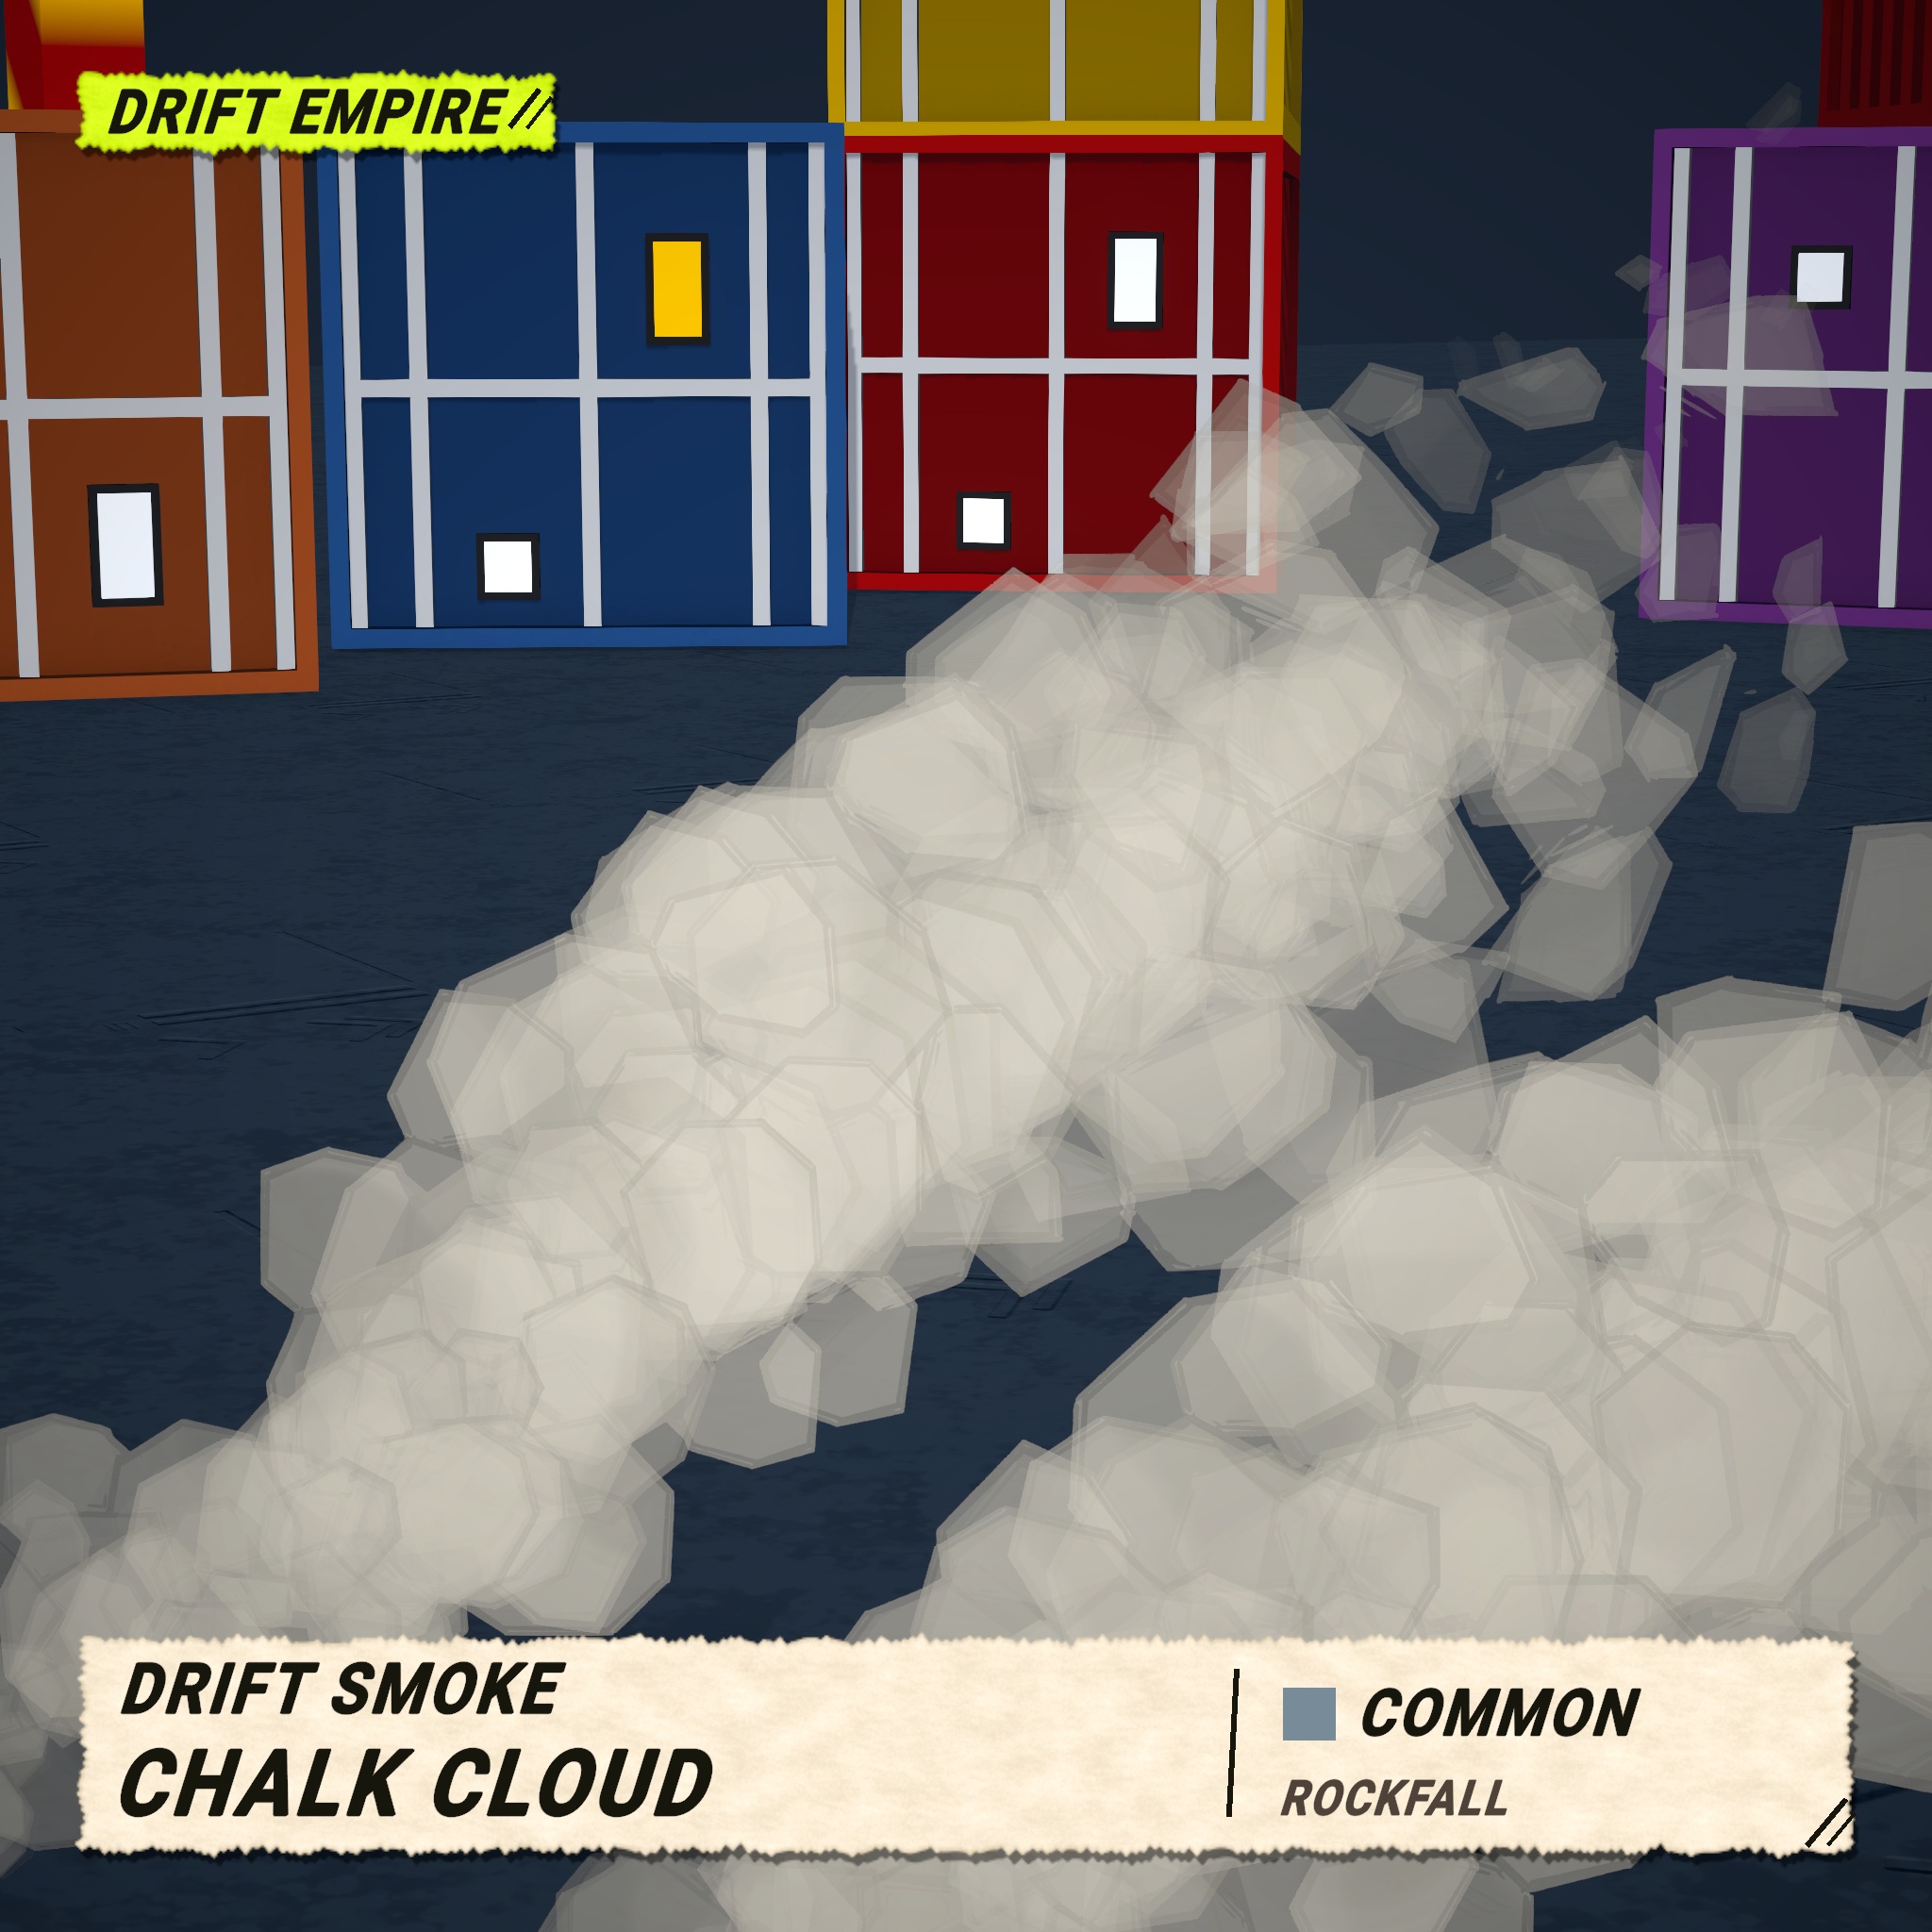 DRIFT EMPIRE//
DRIFT SMOKE
CHALK CLOUD
COMMON
ROCKFALL